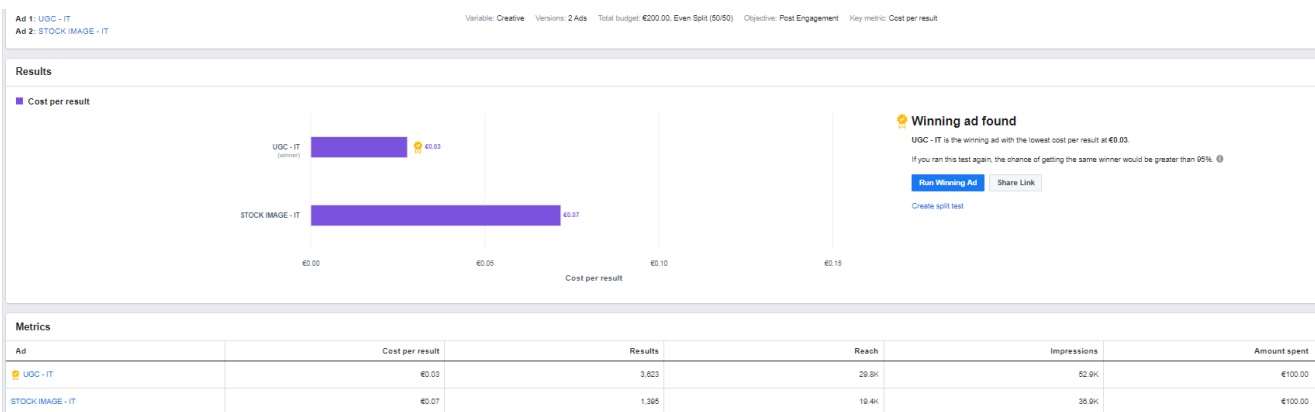 Ad 1: UGC - IT
Variable: Creative Versions: 2 Ads Total budget: €200.00, Even Split (50/50) Objective: Post Engagement Key metric: Cost per result
Ad 2: STOCK IMAGE - IT
Results
Cost per result
Winning ad found
UGC - IT is the winning ad with the lowest cost per result at €0.03.
If you ran this test again, the chance of getting the same winner would be greater than 95%.
Run Winning Ad Share Link
Create split test
UGC - IT
(winner)
€0.03
STOCK IMAGE - IT
€0.07
€0.00 €0.05 €0.10 €0.15
Cost per result
Metrics
Ad Cost per result Results Reach Impressions Amount spent
UGC - IT €0.03 3,623 29.8K 52.9K €100.00
STOCK IMAGE - IT €0.07 1,395 19.4K 36.9K €100.00